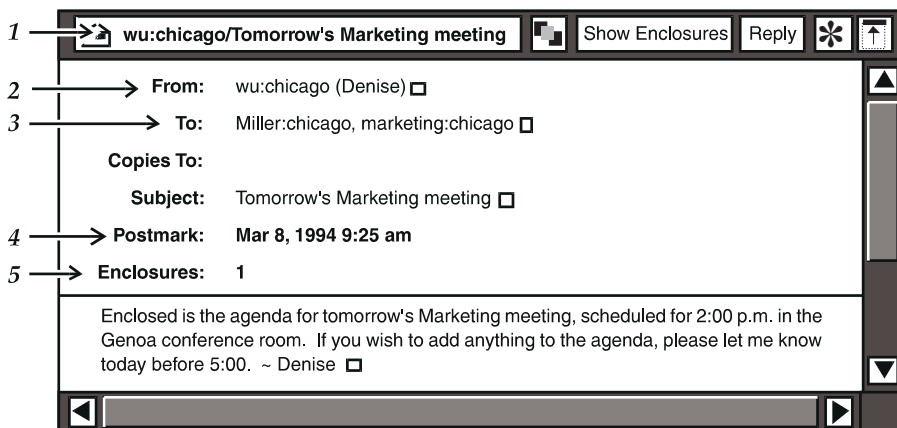 1 wu:chicago/Tomorrow's Marketing meeting Show Enclosures Reply
2 From: wu:chicago (Denise)
3 To: Miller:chicago, marketing:chicago
Copies To:
Subject: Tomorrow's Marketing meeting
4 Postmark: Mar 8, 1994 9:25 am
5 Enclosures: 1
Enclosed is the agenda for tomorrow's Marketing meeting, scheduled for 2:00 p.m. in the
Genoa conference room. If you wish to add anything to the agenda, please let me know
today before 5:00. ~ Denise